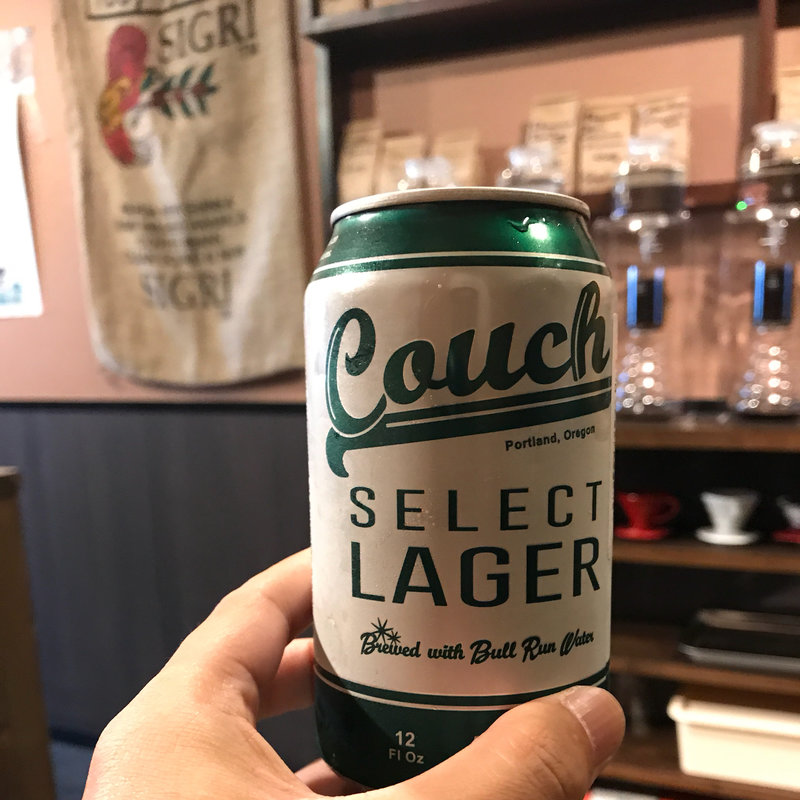 SIGRI
SIGRI
Couch
Portland, Oregon
SELECT
LAGER
Brewed with Bull Run Water
12
Fl Oz